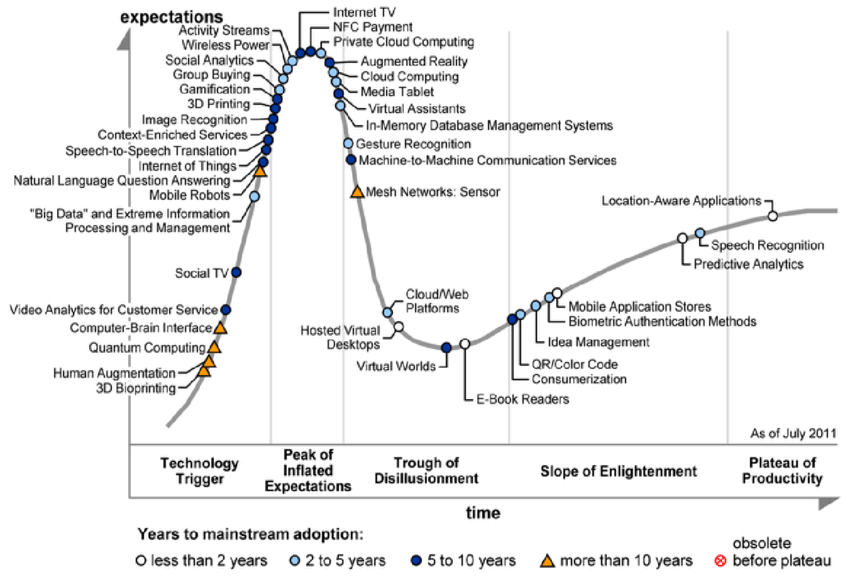 expectations
Activity Streams
Wireless Power
Social Analytics
Group Buying
Gamification
3D Printing
Image Recognition
Context-Enriched Services
Speech-to-Speech Translation
Internet of Things
Natural Language Question Answering
Mobile Robots
"Big Data" and Extreme Information
Processing and Management
Social TV
Video Analytics for Customer Service
Computer-Brain Interface
Quantum Computing
Human Augmentation
3D Bioprinting
Internet TV
NFC Payment
Private Cloud Computing
Augmented Reality
Cloud Computing
Media Tablet
Virtual Assistants
In-Memory Database Management Systems
Gesture Recognition
Machine-to-Machine Communication Services
Mesh Networks: Sensor
Cloud/Web
Platforms
Hosted Virtual
Desktops
Virtual Worlds
E-Book Readers
Location-Aware Applications
Speech Recognition
Predictive Analytics
Mobile Application Stores
Biometric Authentication Methods
Idea Management
QR/Color Code
Consumerization
As of July 2011
Technology
Trigger
Peak of
Inflated
Expectations
Trough of
Disillusionment
Slope of Enlightenment
Plateau of
Productivity
time
Years to mainstream adoption:
less than 2 years
2 to 5 years
5 to 10 years
more than 10 years
obsolete
before plateau